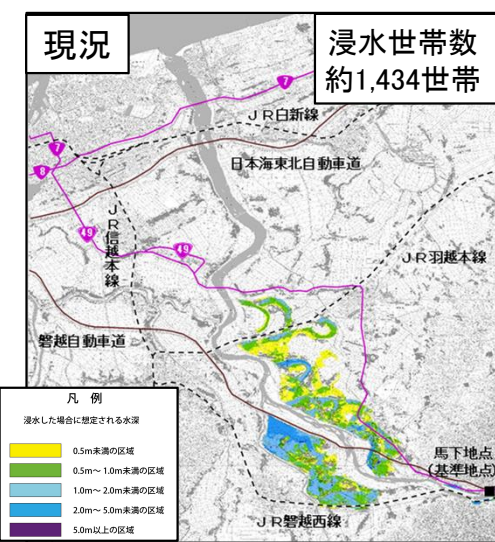 現況
浸水世帯数
約1,434世帯
7
JR白新線
7
8
日本海東北自動車道
JR信越本線
49
49
JR羽越本線
磐越自動車道
凡 例
浸水した場合に想定される水深
0.5m未満の区域
0.5m～1.0m未満の区域
1.0m～2.0m未満の区域
2.0m～5.0m未満の区域
5.0m以上の区域
馬下地点
(基準地点)
JR磐越西線